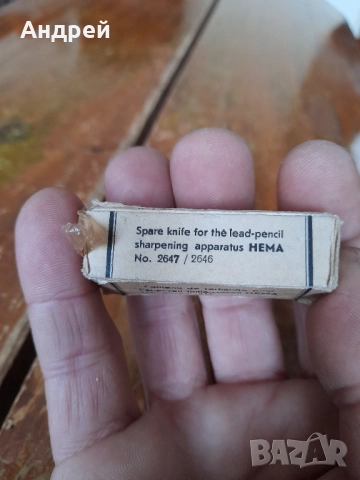 Андрей
Spare knife for the lead-pencil
sharpening apparatus HEMA
No. 2647 / 2646
BAZAR